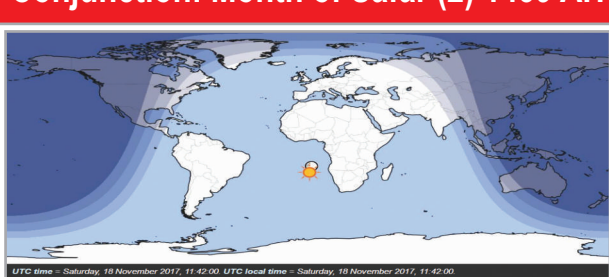 Conjunction: Month of Safar (2) 1439 AH
UTC time = Saturday, 18 November 2017, 11:42:00. UTC local time = Saturday, 18 November 2017, 11:42:00.